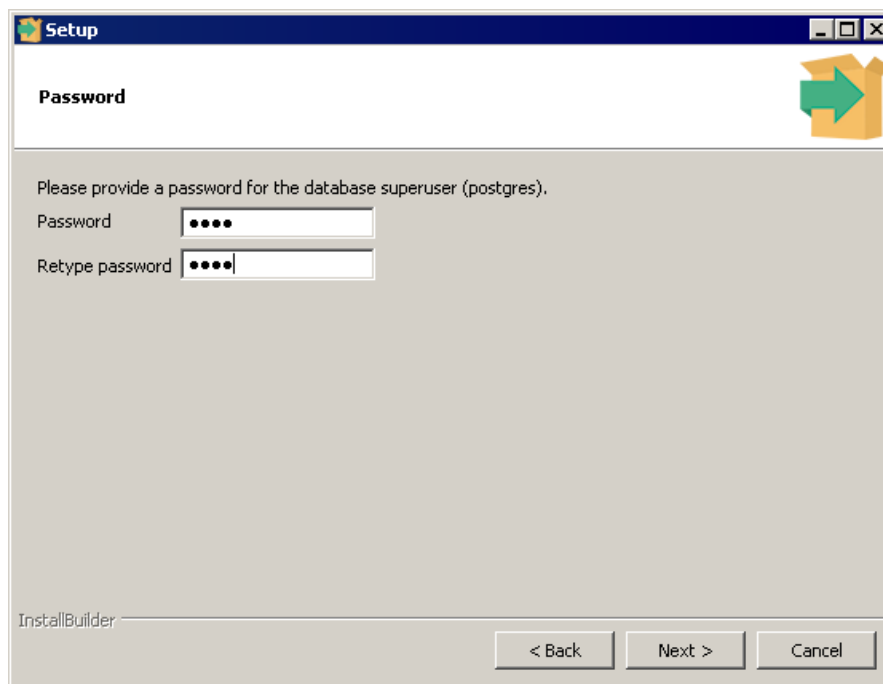 Setup
Password
Please provide a password for the database superuser (postgres).
Password ●●●●
Retype password ●●●●
InstallBuilder
< Back Next > Cancel